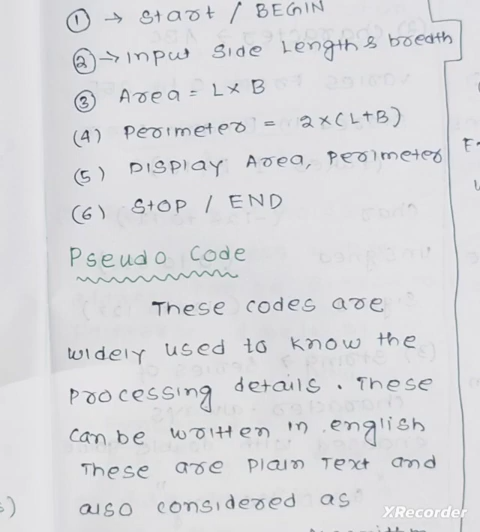 ① → Start / BEGIN
② → Input Side Length & breadth
③ Area = L x B
(4) Perimeter = 2x(L+B)
(5) DISPLAY Area, Perimeter
(6) STOP / END
Pseudo Code
These codes are
widely used to know the
processing details. These
can be written in english
These are plain Text and
also considered as
XRecorder